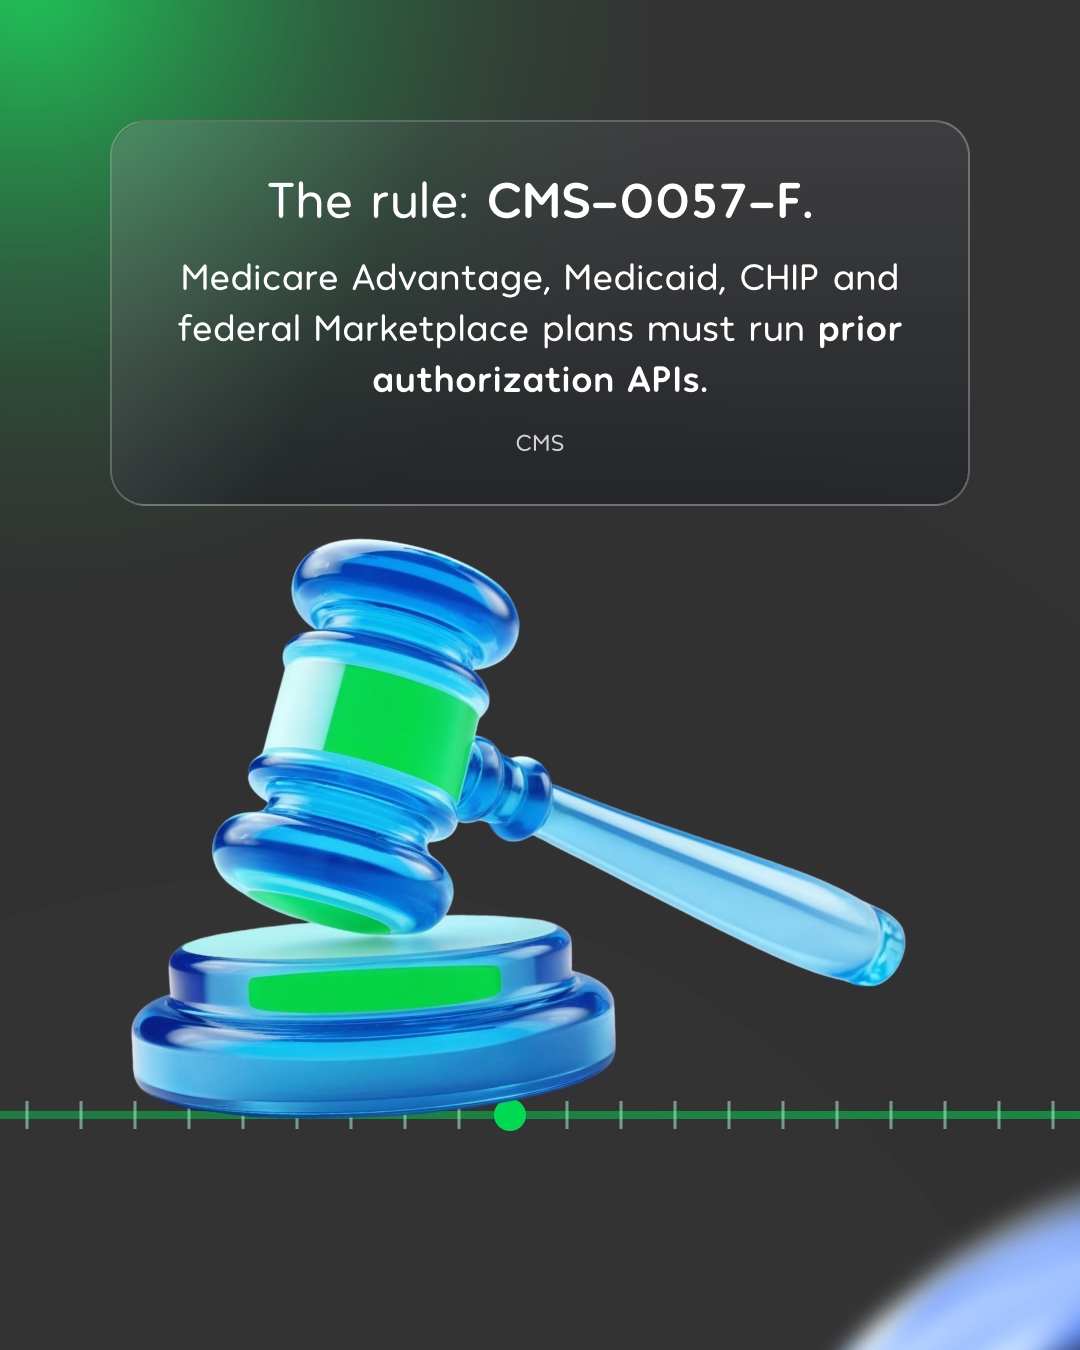 The rule: CMS–0057–F.
Medicare Advantage, Medicaid, CHIP and
federal Marketplace plans must run prior
authorization APIs.
CMS